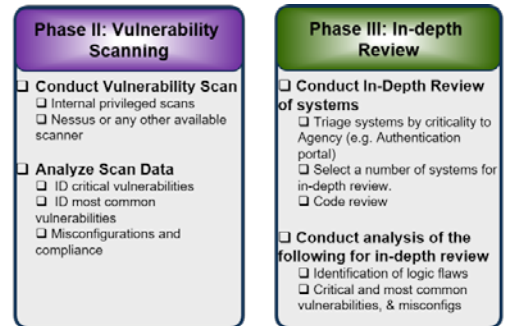 Phase II: Vulnerability
Scanning
❑ Conduct Vulnerability Scan
❑ Internal privileged scans
❑ Nessus or any other available
scanner
❑ Analyze Scan Data
❑ ID critical vulnerabilities
❑ ID most common
vulnerabilities
❑ Misconfigurations and
compliance
Phase III: In-depth
Review
❑ Conduct In-Depth Review
of systems
❑ Triage systems by criticality to
Agency (e.g. Authentication
portal)
❑ Select a number of systems for
in-depth review.
❑ Code review
❑ Conduct analysis of the
following for in-depth review
❑ Identification of logic flaws
❑ Critical and most common
vulnerabilities, & misconfigs